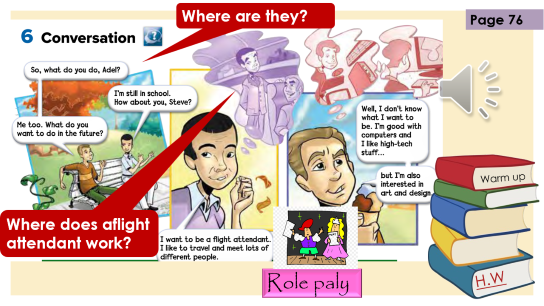 Where are they?
Page 76
6 Conversation
So, what do you do, Adel?
I'm still in school.
How about you, Steve?
Me too. What do you
want to do in the future?
Well, I don't know
what I want to
be. I'm good with
computers and
I like high-tech
stuff...
but I'm also
interested in
art and design.
Where does aflight
attendant work?
I want to be a flight attendant.
I like to travel and meet lots of
different people.
Role paly
Warm up
H.W